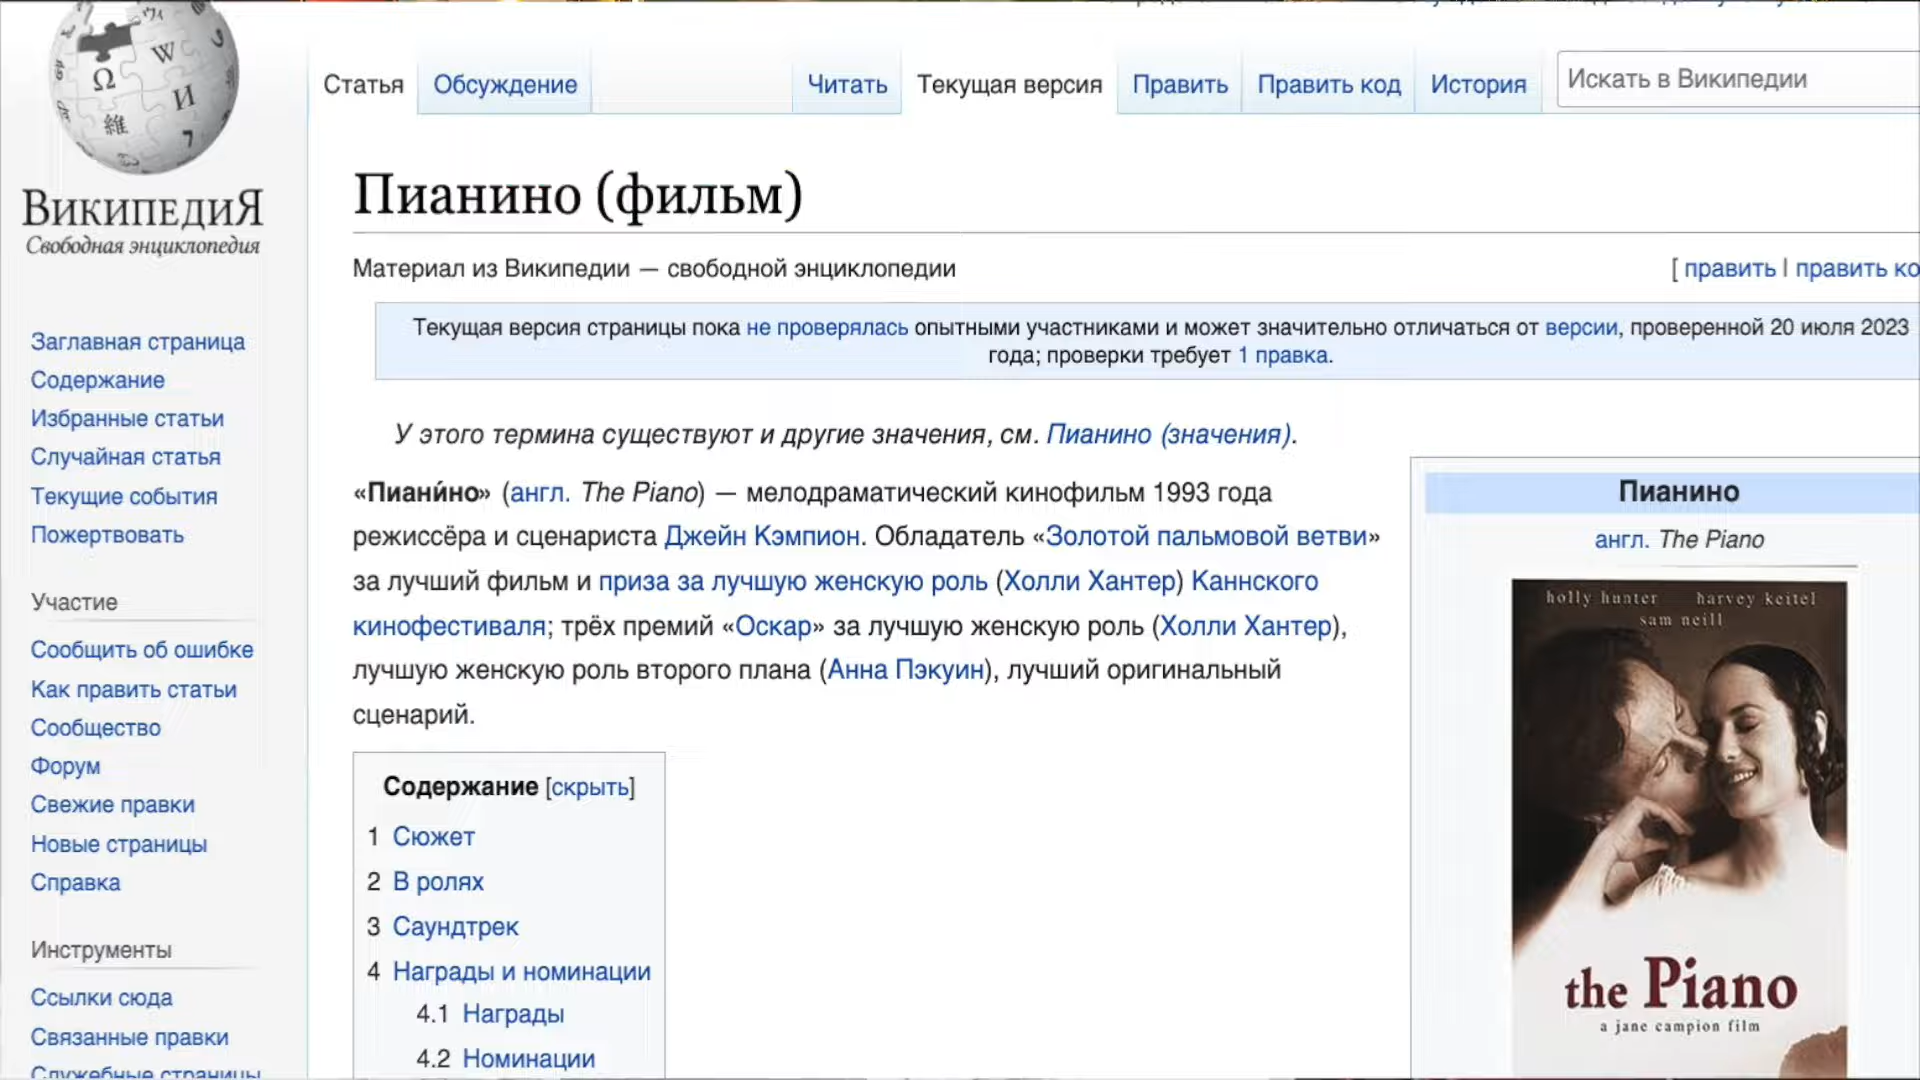 Статья
Обсуждение
Читать
Текущая версия
Править
Править код
История
Искать в Википедии
ВикипедиЯ
Свободная энциклопедия
Заглавная страница
Содержание
Избранные статьи
Случайная статья
Текущие события
Пожертвовать
Участие
Сообщить об ошибке
Как править статьи
Сообщество
Форум
Свежие правки
Новые страницы
Справка
Инструменты
Ссылки сюда
Связанные правки
Служебные страницы
Пианино (фильм)
Материал из Википедии — свободной энциклопедии
[ править | править ко
Текущая версия страницы пока не проверялась опытными участниками и может значительно отличаться от версии, проверенной 20 июля 2023
года; проверки требует 1 правка.
У этого термина существуют и другие значения, см. Пианино (значения).
«Пиани́но» (англ. The Piano) — мелодраматический кинофильм 1993 года
режиссёра и сценариста Джейн Кэмпион. Обладатель «Золотой пальмовой ветви»
за лучший фильм и приза за лучшую женскую роль (Холли Хантер) Каннского
кинофестиваля; трёх премий «Оскар» за лучшую женскую роль (Холли Хантер),
лучшую женскую роль второго плана (Анна Пэкуин), лучший оригинальный
сценарий.
Содержание [скрыть]
1 Сюжет
2 В ролях
3 Саундтрек
4 Награды и номинации
4.1 Награды
4.2 Номинации
Пианино
англ. The Piano
holly hunter harvey keitel
sam neill
the Piano
a jane campion film